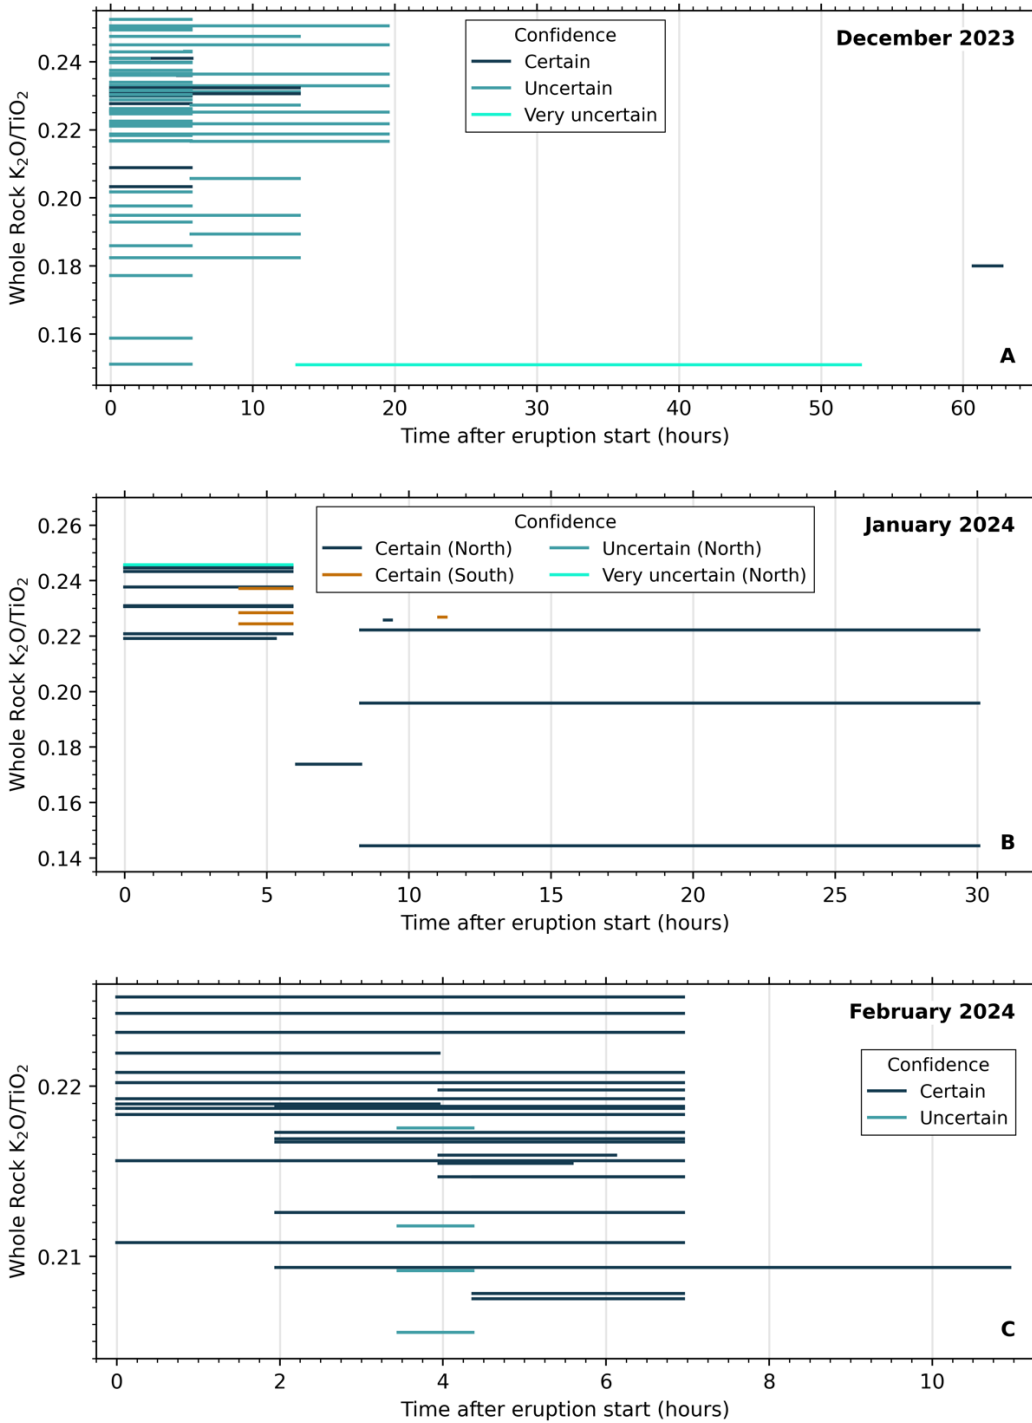 December 2023
Confidence
Certain
Uncertain
Very uncertain
Whole Rock K₂O/TiO₂
0.24
0.22
0.20
0.18
0.16
A
0 10 20 30 40 50 60
Time after eruption start (hours)
January 2024
Confidence
Certain (North) Uncertain (North)
Certain (South) Very uncertain (North)
Whole Rock K₂O/TiO₂
0.26
0.24
0.22
0.20
0.18
0.16
0.14
B
0 5 10 15 20 25 30
Time after eruption start (hours)
February 2024
Confidence
Certain
Uncertain
Whole Rock K₂O/TiO₂
0.22
0.21
C
0 2 4 6 8 10
Time after eruption start (hours)